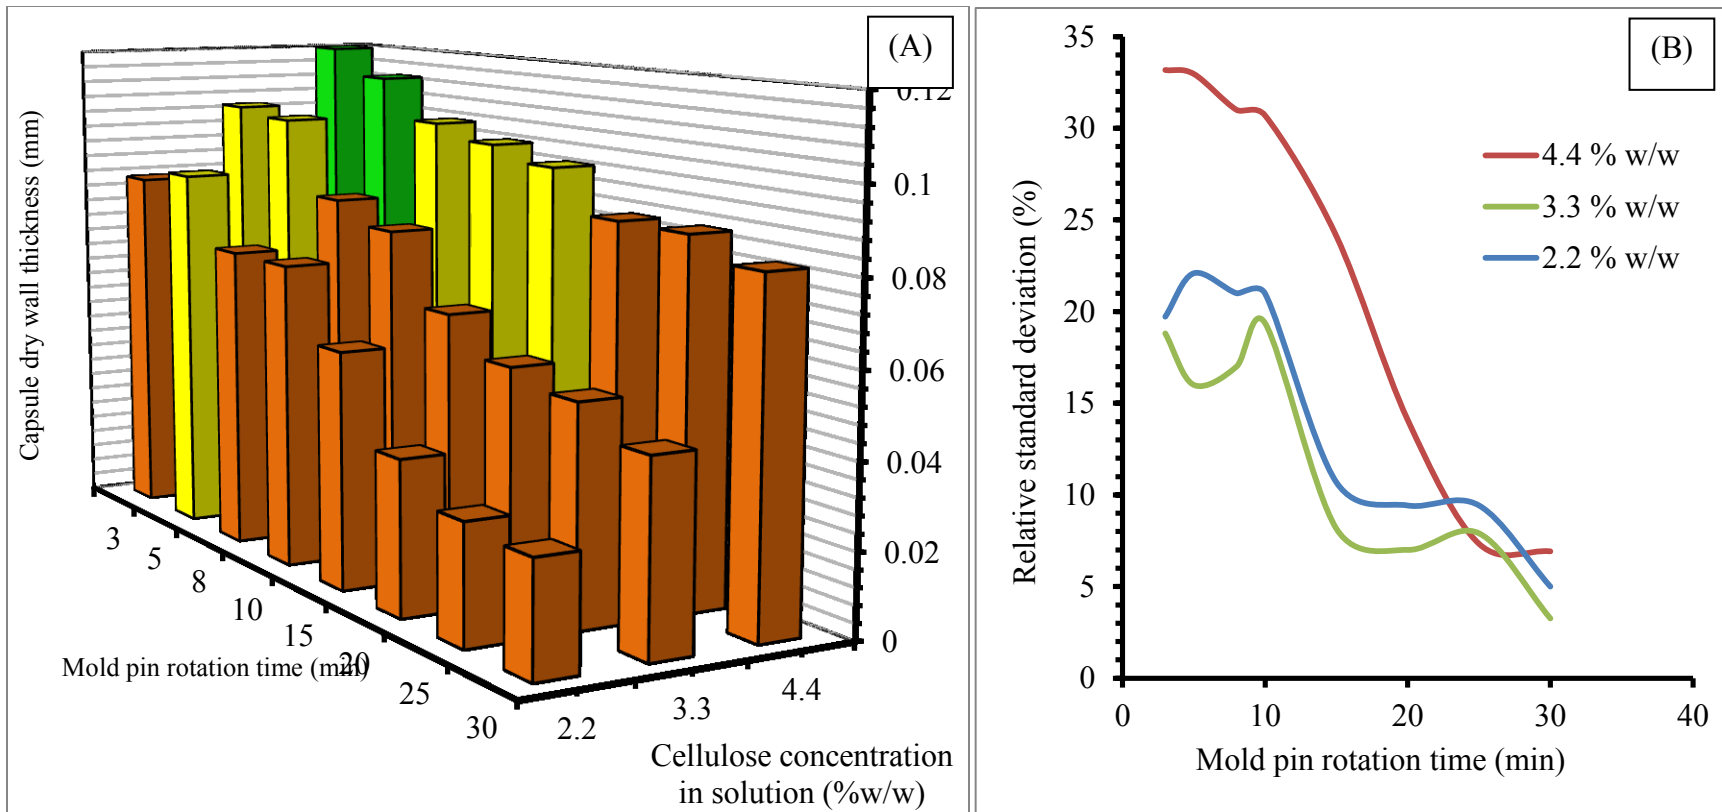 (A)
Capsule dry wall thickness (mm)
0.12
0.1
0.08
0.06
0.04
0.02
0
3
5
8
10
15
20
25
30
Mold pin rotation time (min)
2.2
3.3
4.4
Cellulose concentration
in solution (%w/w)
(B)
Relative standard deviation (%)
35
30
25
20
15
10
5
0
4.4 % w/w
3.3 % w/w
2.2 % w/w
0
10
20
30
40
Mold pin rotation time (min)